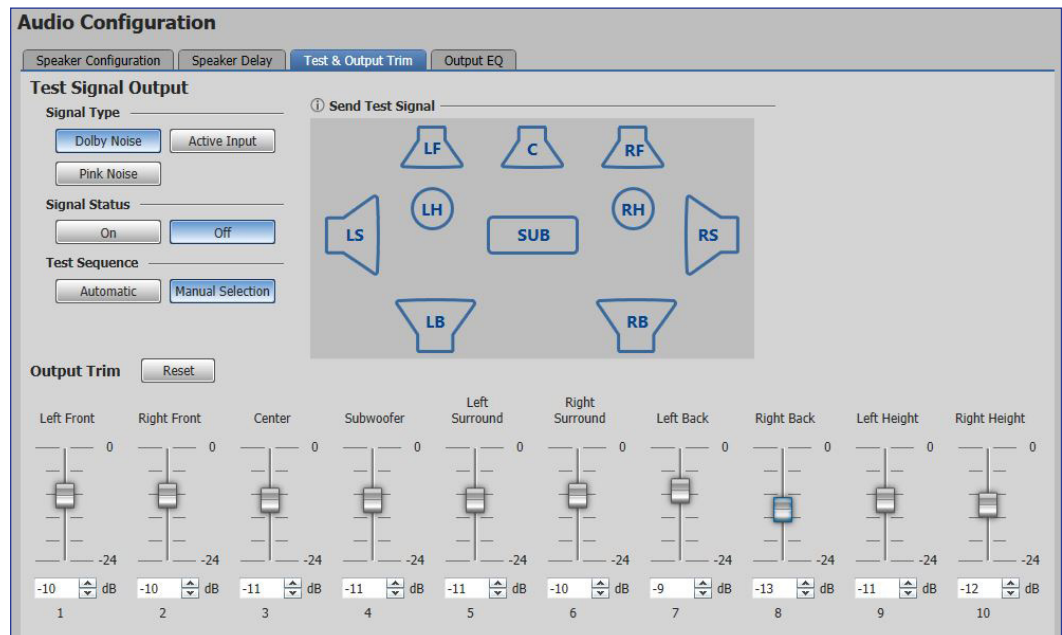 Audio Configuration
Speaker Configuration Speaker Delay Test & Output Trim Output EQ
Test Signal Output
Signal Type
Dolby Noise Active Input
Pink Noise
Signal Status
On Off
Test Sequence
Automatic Manual Selection
Send Test Signal
LF C RF
LH RH
LS SUB RS
LB RB
Output Trim Reset
Left Front Right Front Center Subwoofer Left Surround Right Surround Left Back Right Back Left Height Right Height
0 0 0 0 0 0 0 0 0 0
-24 -24 -24 -24 -24 -24 -24 -24 -24 -24
-10 dB -10 dB -11 dB -11 dB -11 dB -10 dB -9 dB -13 dB -11 dB -12 dB
1 2 3 4 5 6 7 8 9 10